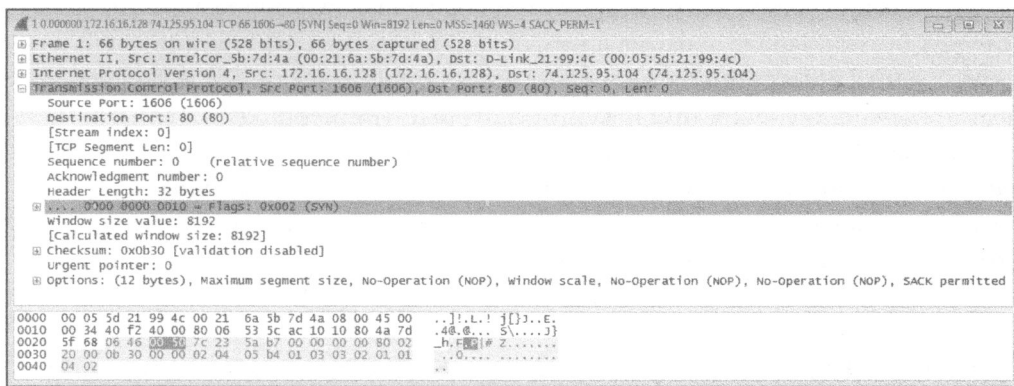 1 0.000000 172.16.16.128 74.125.95.104 TCP 66 1606→80 [SYN] Seq=0 Win=8192 Len=0 MSS=1460 WS=4 SACK_PERM=1
Frame 1: 66 bytes on wire (528 bits), 66 bytes captured (528 bits)
Ethernet II, Src: IntelCor_5b:7d:4a (00:21:6a:5b:7d:4a), Dst: D-Link_21:99:4c (00:05:5d:21:99:4c)
Internet Protocol Version 4, Src: 172.16.16.128 (172.16.16.128), Dst: 74.125.95.104 (74.125.95.104)
Transmission Control Protocol, Src Port: 1606 (1606), Dst Port: 80 (80), Seq: 0, Len: 0
Source Port: 1606 (1606)
Destination Port: 80 (80)
[Stream index: 0]
[TCP Segment Len: 0]
Sequence number: 0 (relative sequence number)
Acknowledgment number: 0
Header Length: 32 bytes
.... 0000 0000 0010 = Flags: 0x002 (SYN)
Window size value: 8192
[Calculated window size: 8192]
Checksum: 0x0b30 [validation disabled]
Urgent pointer: 0
Options: (12 bytes), Maximum segment size, No-Operation (NOP), Window scale, No-Operation (NOP), No-Operation (NOP), SACK permitted
0000 00 05 5d 21 99 4c 00 21 6a 5b 7d 4a 08 00 45 00 ..]!.L.! j[}J..E.
0010 00 34 40 f2 40 00 80 06 53 5c ac 10 10 80 4a 7d .4@.@... S\....J}
0020 5f 68 06 46 00 50 7c 23 5a b7 00 00 00 00 80 02 _h.F.P|# Z.......
0030 20 00 0b 30 00 00 02 04 05 b4 01 03 03 02 01 01 ..0.... ........
0040 04 02 ..